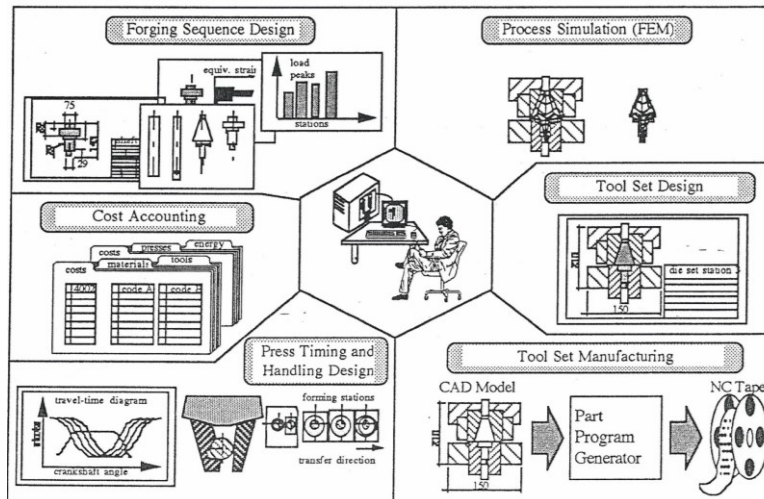 Forging Sequence Design
load
peaks
equiv. strain
stations
75
29
Process Simulation (FEM)
Cost Accounting
presses
energy
costs
materials
tools
costs
code A
Tool Set Design
die set station
150
Press Timing and
Handling Design
travel-time diagram
crankshaft angle
forming stations
transfer direction
Tool Set Manufacturing
CAD Model
NC Tape
Part
Program
Generator
150